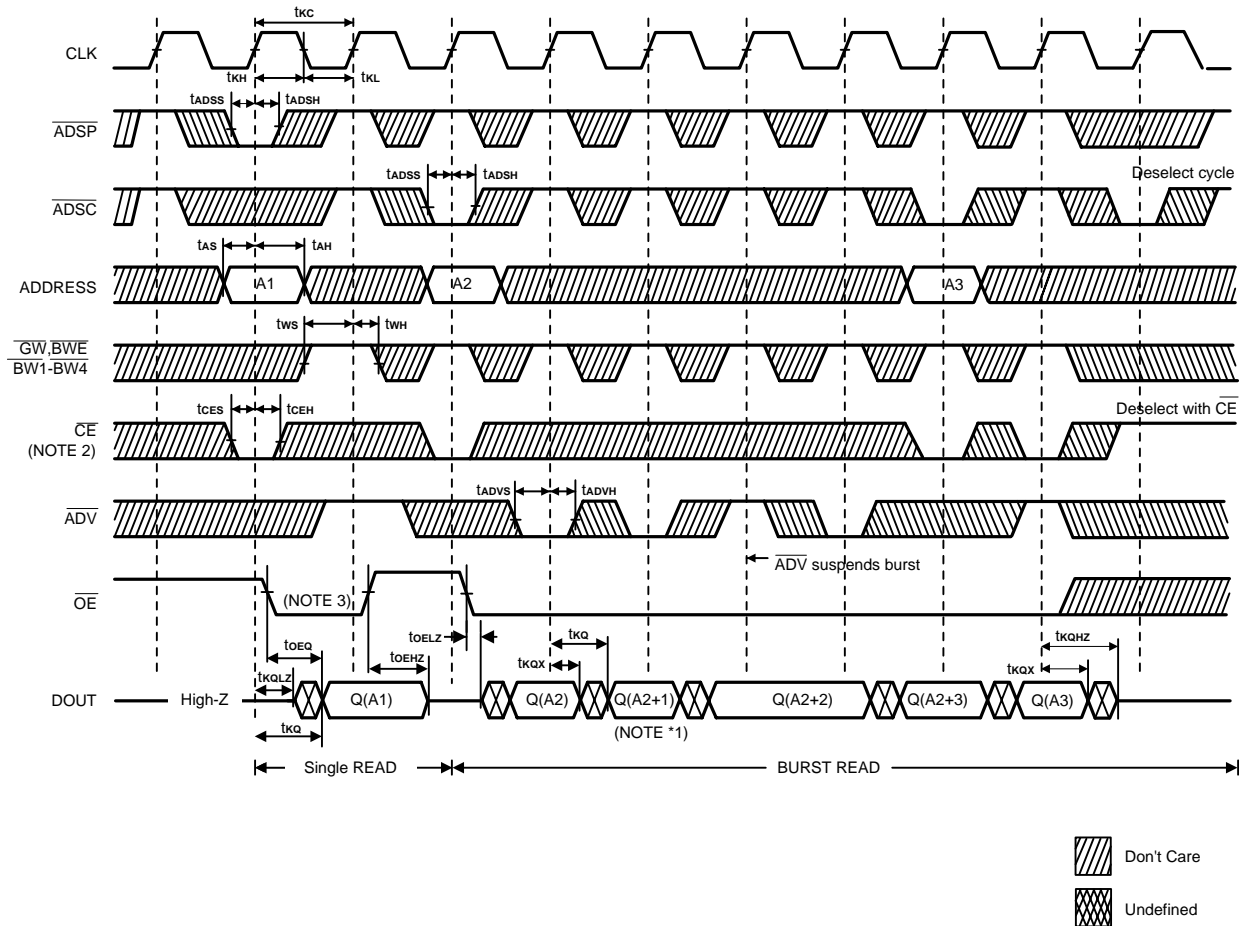 tKC
CLK
tKH
tKL
tADSS
tADSH
ADSP
tADSS
tADSH
Deselect cycle
ADSC
tAS
tAH
ADDRESS
A1
A2
A3
tWS
tWH
GW,BWE
BW1-BW4
tCES
tCEH
Deselect with CE
CE
(NOTE 2)
tADVS
tADVH
ADV
ADV suspends burst
OE
(NOTE 3)
tOEQ
tOELZ
tOEHZ
tKQ
tKQX
tKQHZ
tKQX
tKQLZ
DOUT
High-Z
Q(A1)
Q(A2)
Q(A2+1)
Q(A2+2)
Q(A2+3)
Q(A3)
tKQ
(NOTE *1)
Single READ
BURST READ
Don't Care
Undefined